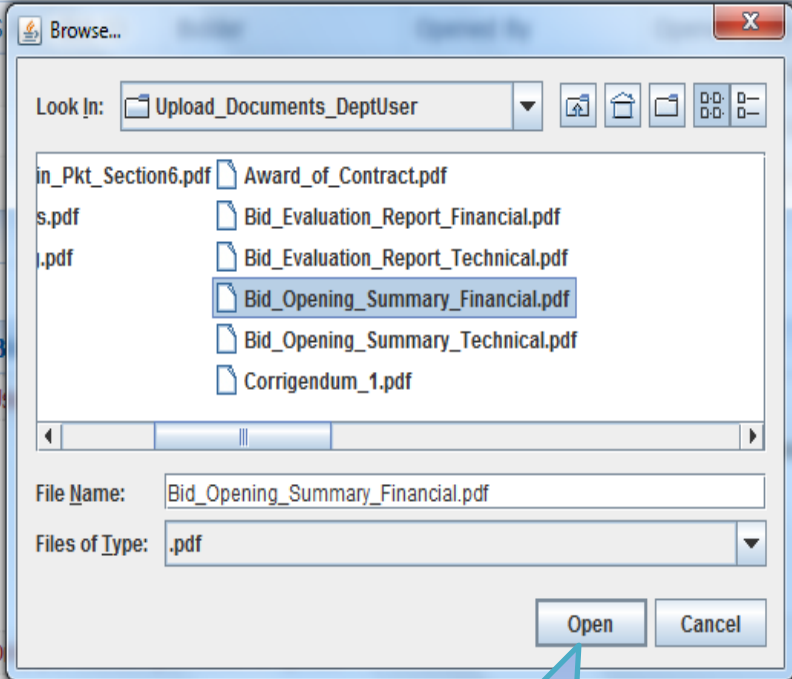 Browse...
Look In: Upload_Documents_DeptUser
in_Pkt_Section6.pdf Award_of_Contract.pdf
s.pdf Bid_Evaluation_Report_Financial.pdf
).pdf Bid_Evaluation_Report_Technical.pdf
Bid_Opening_Summary_Financial.pdf
Bid_Opening_Summary_Technical.pdf
Corrigendum_1.pdf
File Name: Bid_Opening_Summary_Financial.pdf
Files of Type: .pdf
Open Cancel